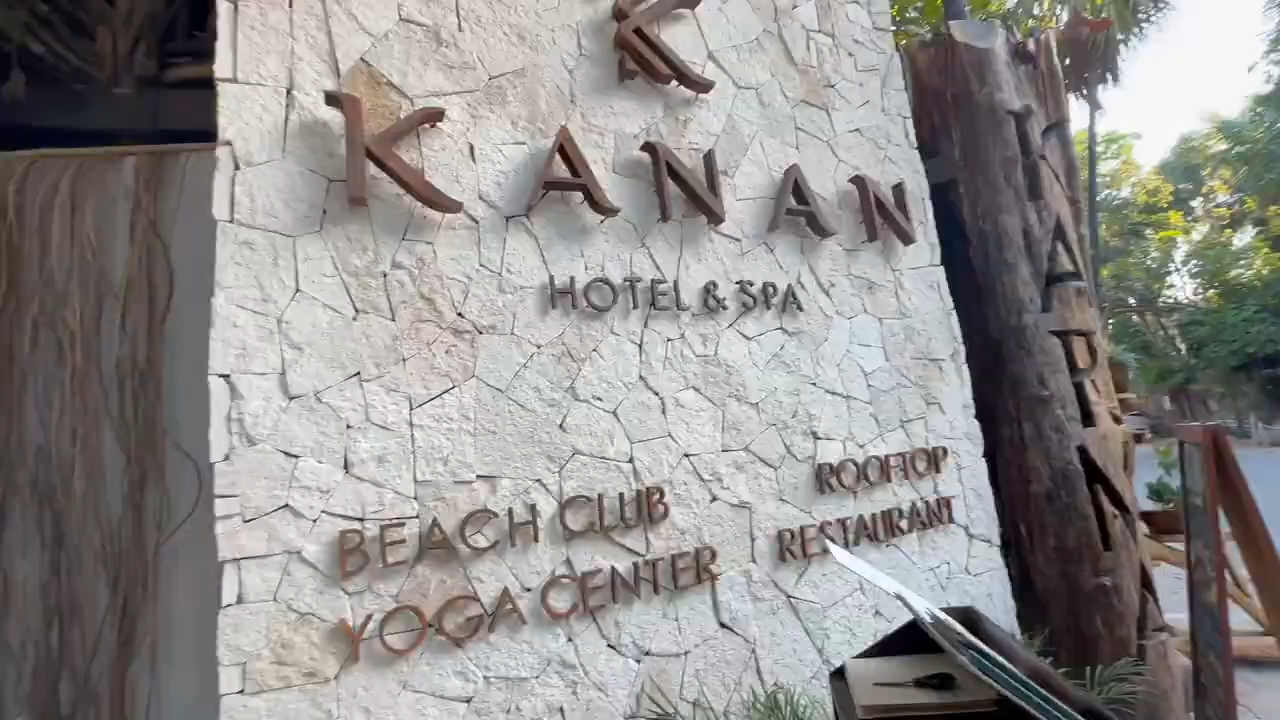 K
KANAN
HOTEL & SPA
BEACH CLUB
YOGA CENTER
ROOFTOP
RESTAURANT